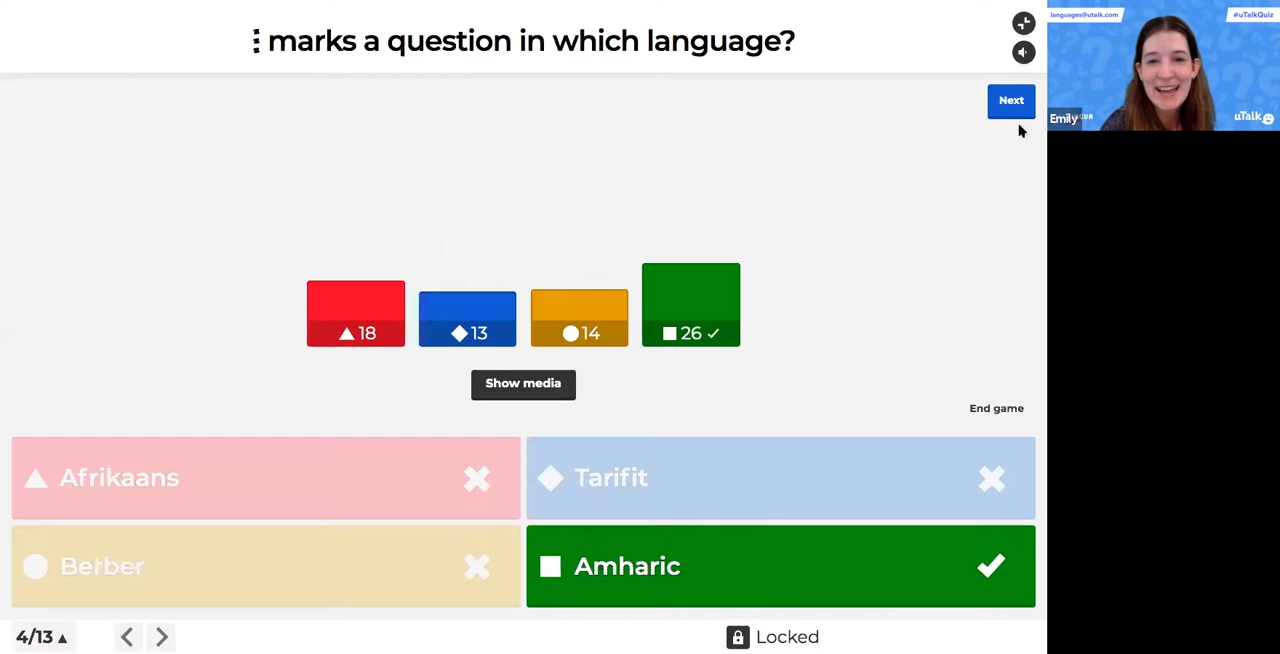 ፧ marks a question in which language?
languages@utalk.com
#uTalkQuiz
Next
Emily
uTalk
18
13
14
26
Show media
End game
Afrikaans
Tarifit
Berber
Amharic
4/13
Locked